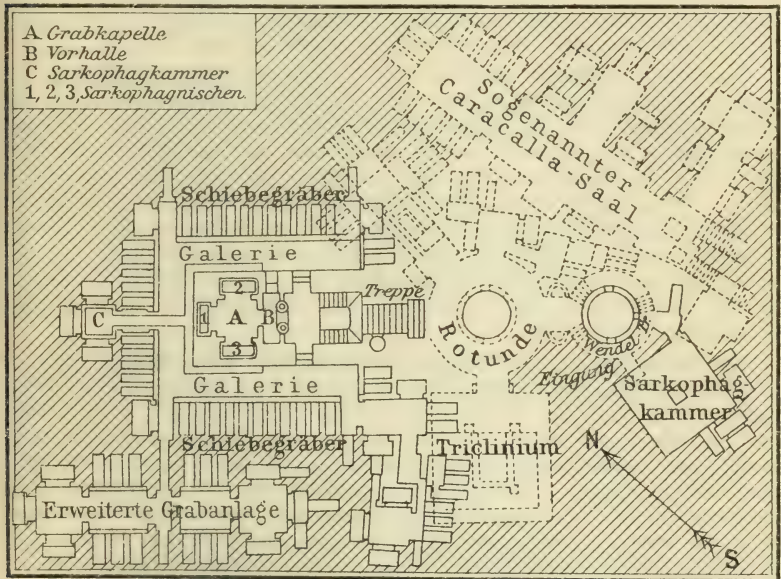 A Grabkapelle
B Vorhalle
C Sarkophagkammer
1, 2, 3, Sarkophagnischen.
Sogenannter
Caracalla-Saal
Schiebegräber
Galerie
Treppe
C
1
2
A
B
3
Rotunde
Wendel
Eingung
Sarkophag-
kammer
Galerie
Schiebegräber
Triclinium
N
Erweiterte Grabanlage
S